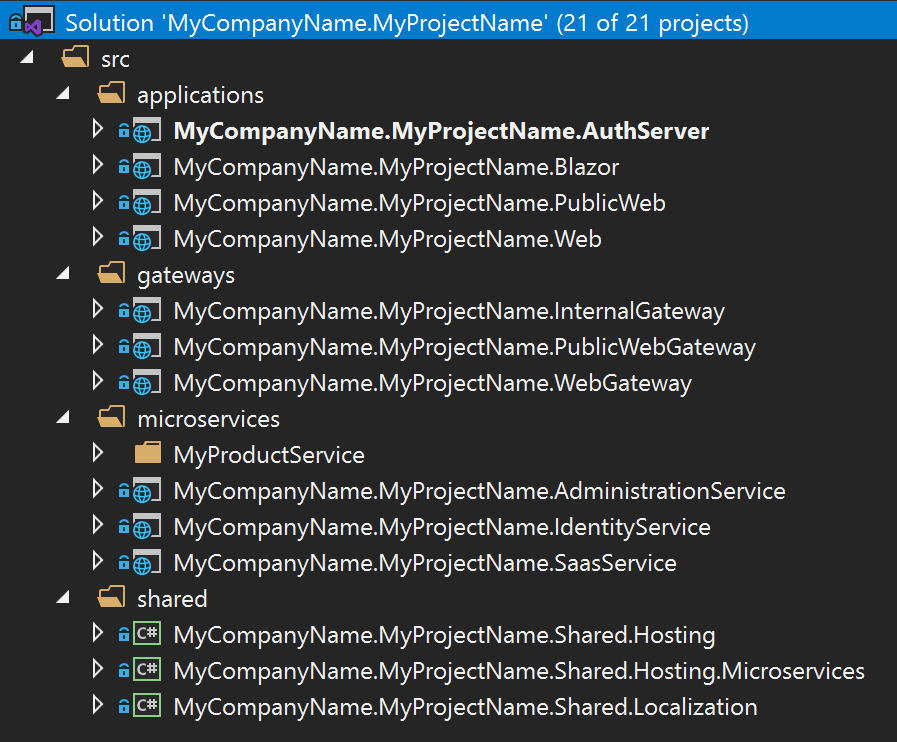 Solution 'MyCompanyName.MyProjectName' (21 of 21 projects)
src
applications
MyCompanyName.MyProjectName.AuthServer
MyCompanyName.MyProjectName.Blazor
MyCompanyName.MyProjectName.PublicWeb
MyCompanyName.MyProjectName.Web
gateways
MyCompanyName.MyProjectName.InternalGateway
MyCompanyName.MyProjectName.PublicWebGateway
MyCompanyName.MyProjectName.WebGateway
microservices
MyProductService
MyCompanyName.MyProjectName.AdministrationService
MyCompanyName.MyProjectName.IdentityService
MyCompanyName.MyProjectName.SaasService
shared
C# MyCompanyName.MyProjectName.Shared.Hosting
C# MyCompanyName.MyProjectName.Shared.Hosting.Microservices
C# MyCompanyName.MyProjectName.Shared.Localization